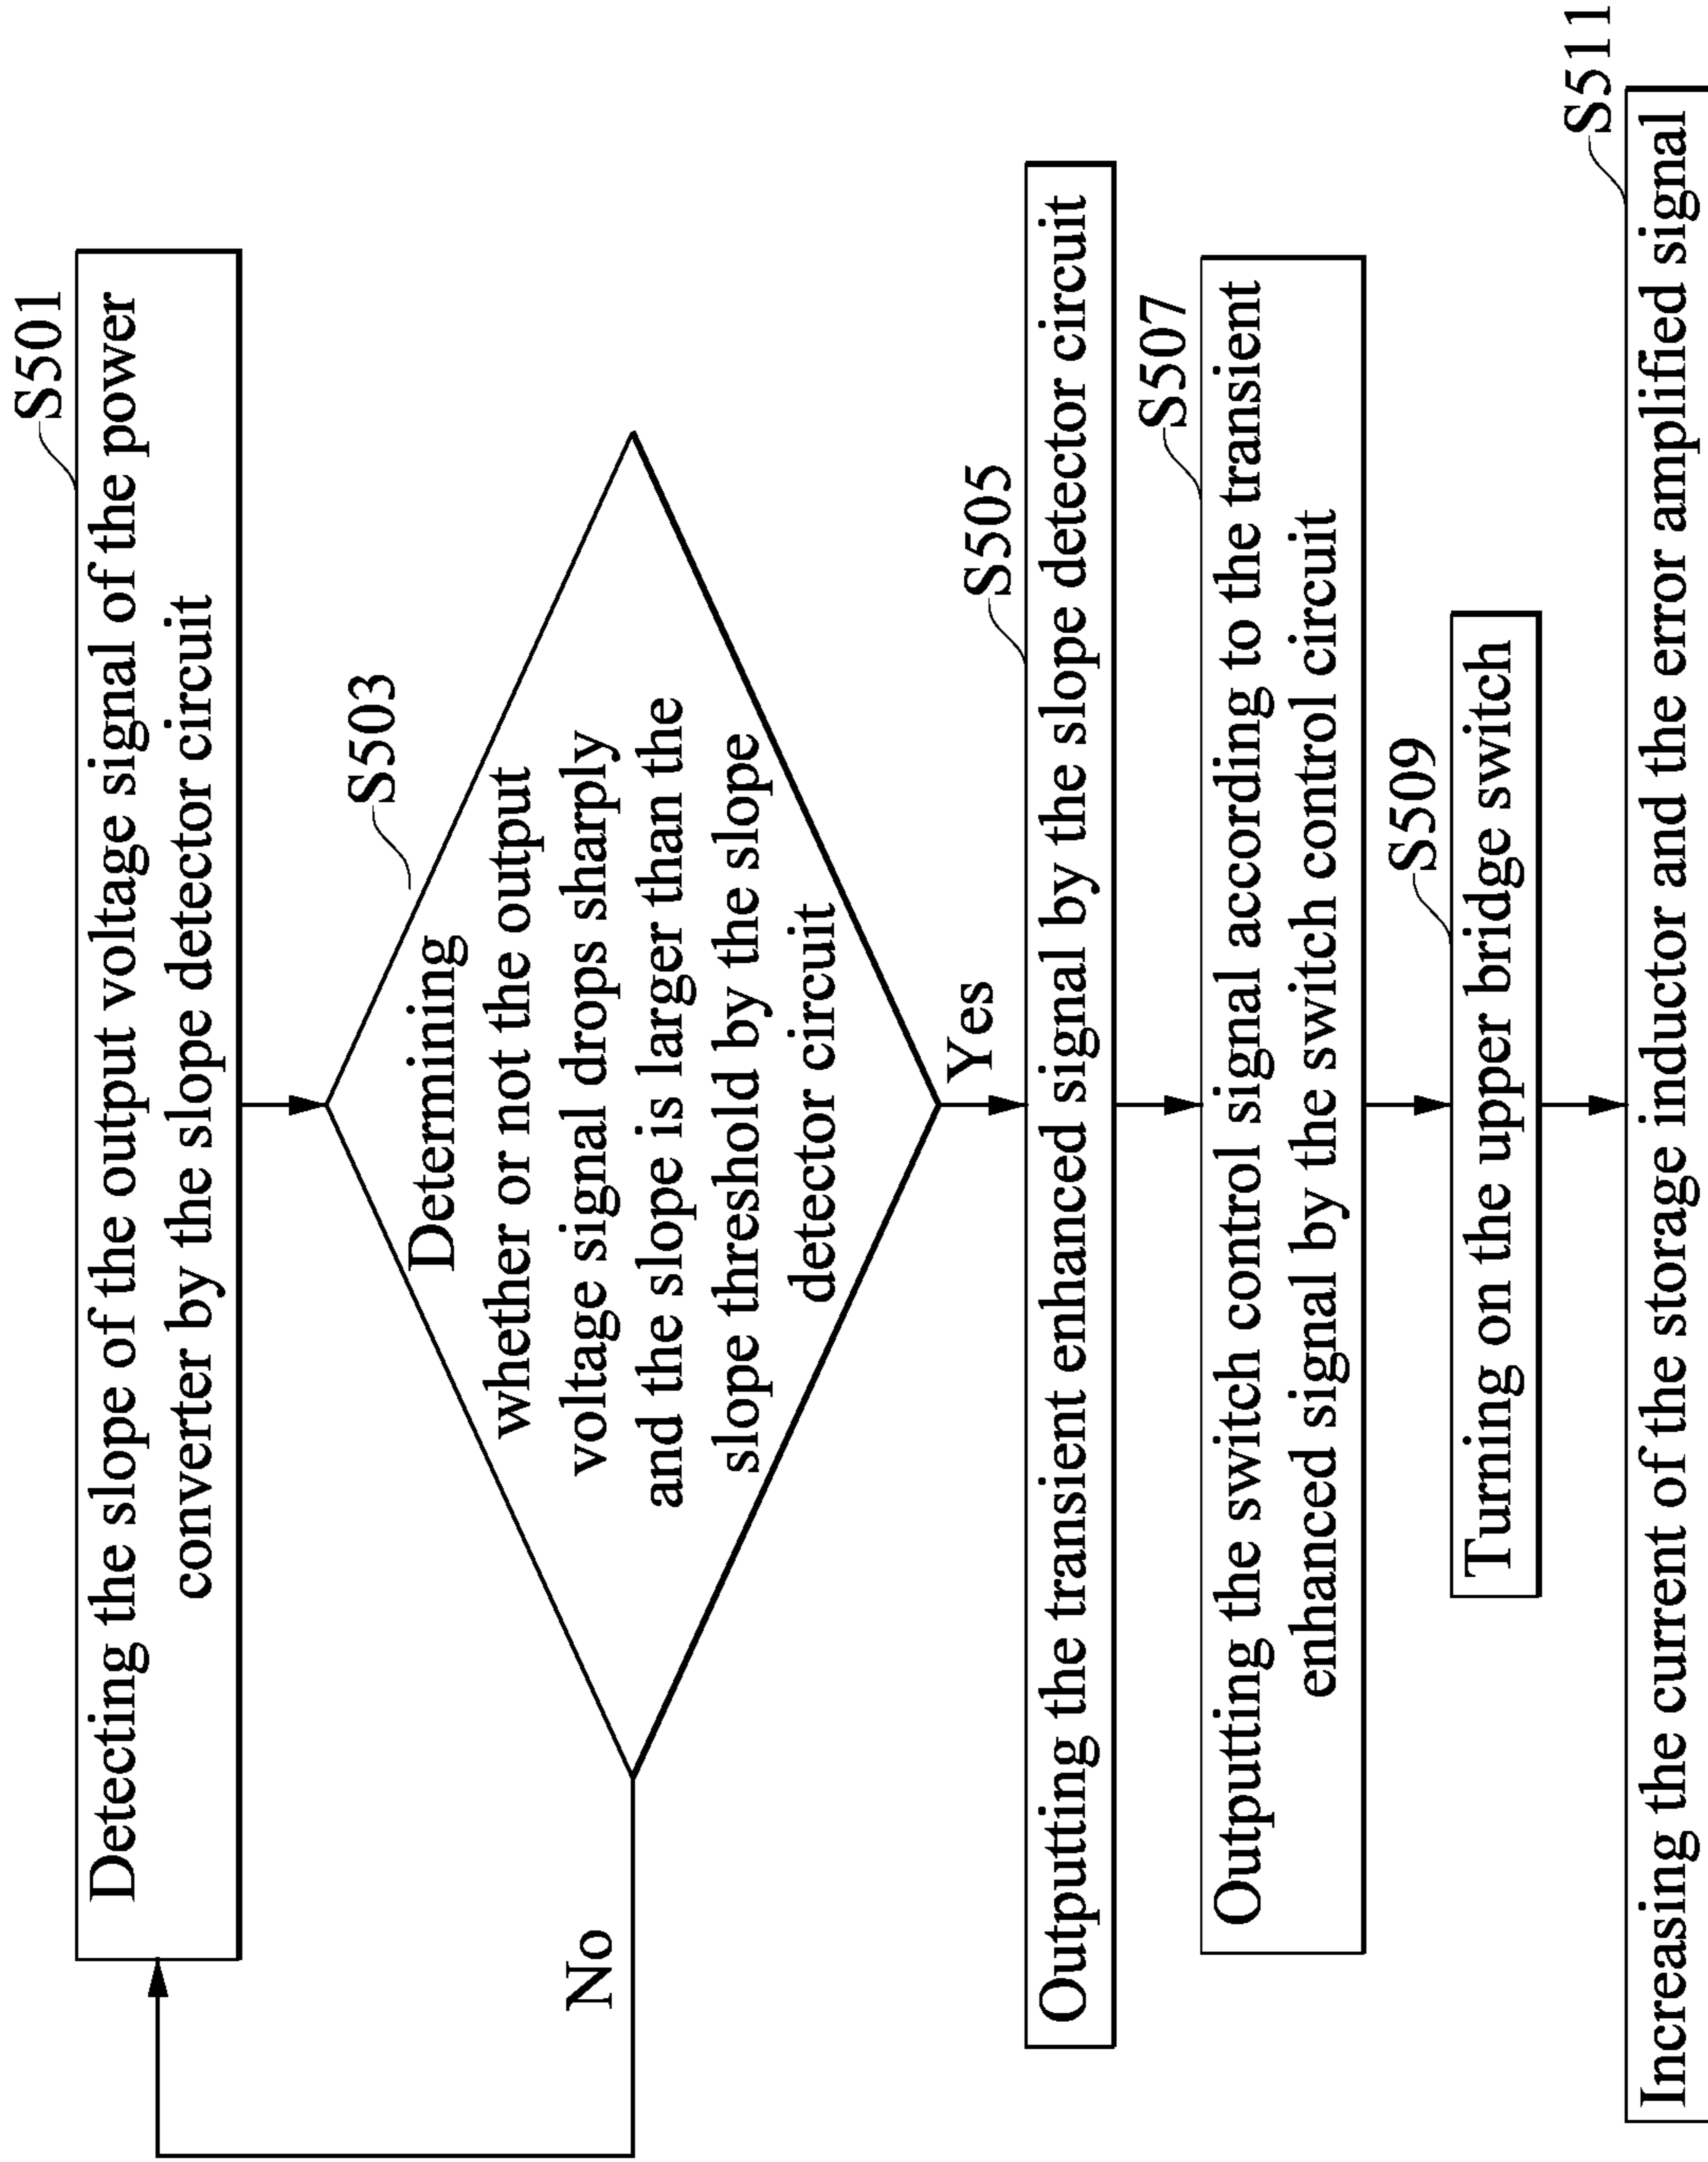 S501
Detecting the slope of the output voltage signal of the power
converter by the slope detector circuit
S503
Determining
whether or not the output
voltage signal drops sharply
and the slope is larger than the
slope threshold by the slope
detector circuit
No
Yes
S505
Outputting the transient enhanced signal by the slope detector circuit
S507
Outputting the switch control signal according to the transient
enhanced signal by the switch control circuit
S509
Turning on the upper bridge switch
S511
Increasing the current of the storage inductor and the error amplified signal